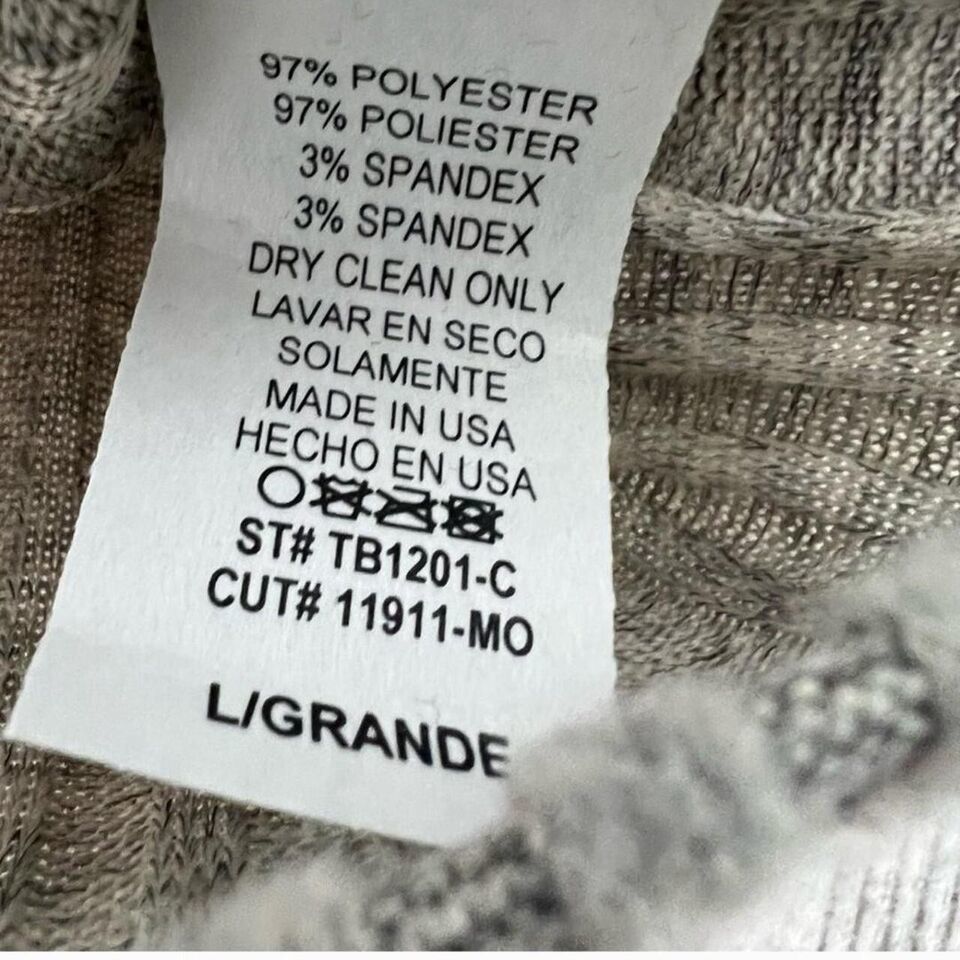 97% POLYESTER
97% POLIESTER
3% SPANDEX
3% SPANDEX
DRY CLEAN ONLY
LAVAR EN SECO
SOLAMENTE
MADE IN USA
HECHO EN USA
ST# TB1201-C
CUT# 11911-MO
L/GRANDE